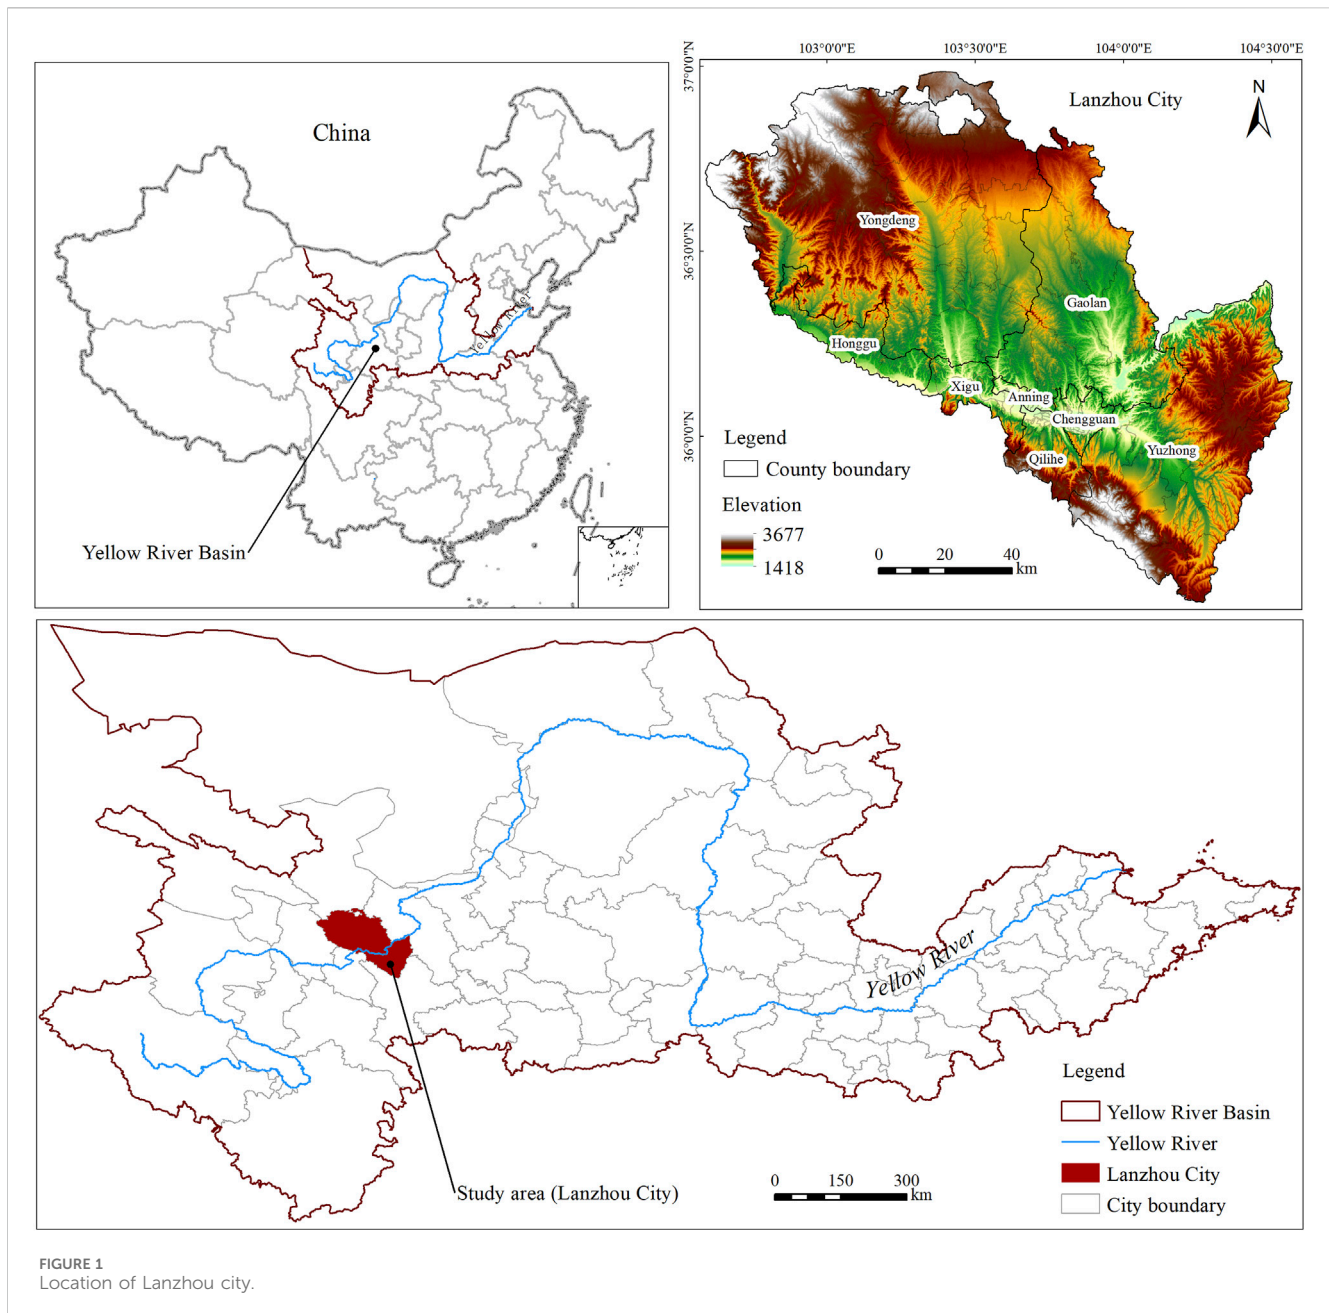 China
Yellow River
Yellow River Basin
103°0'0"E
103°30'0"E
104°0'0"E
104°30'0"E
37°0'0"N
36°30'0"N
36°0'0"N
Lanzhou City
N
Yongdeng
Gaolan
Honggu
Xigu
Anning
Chengguan
Qilihe
Yuzhong
Legend
County boundary
Elevation
3677
1418
0 20 40
km
Yellow River
Study area (Lanzhou City)
0 150 300
km
Legend
Yellow River Basin
Yellow River
Lanzhou City
City boundary
FIGURE 1
Location of Lanzhou city.